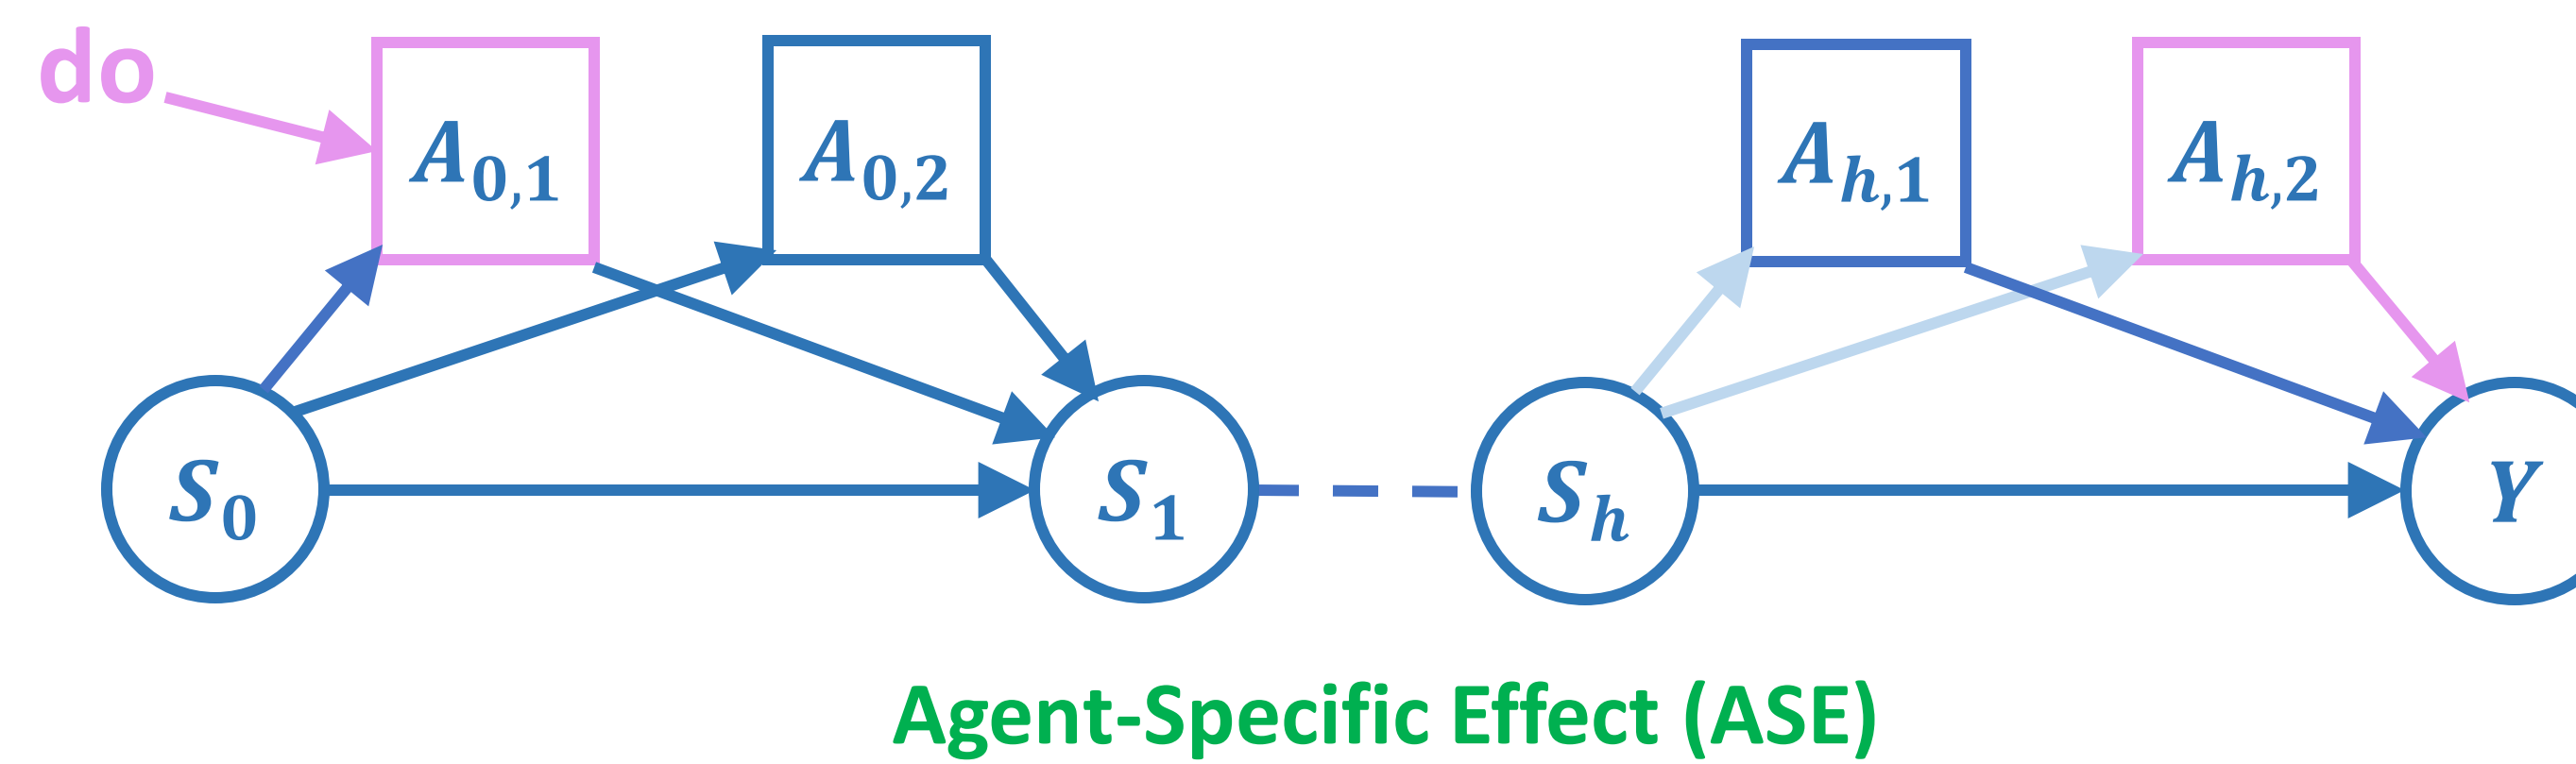 do
A₀,₁
A₀,₂
Aₕ,₁
Aₕ,₂
S₀
S₁
Sₕ
Y
Agent-Specific Effect (ASE)